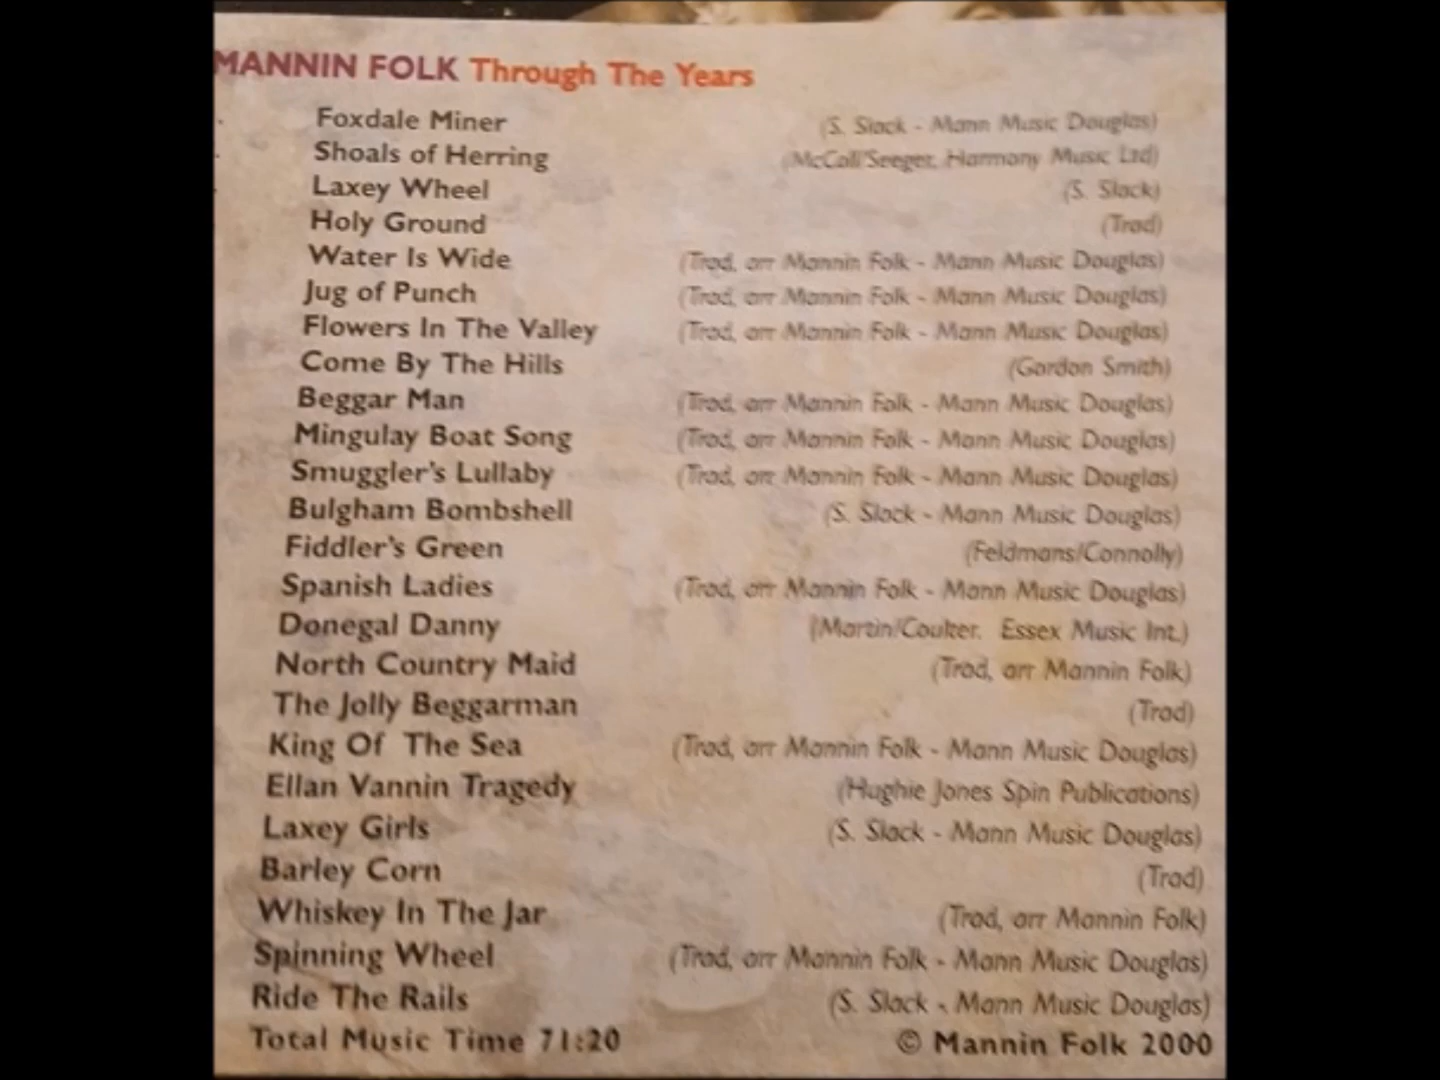 MANNIN FOLK Through The Years
Foxdale Miner (S. Slack - Mann Music Douglas)
Shoals of Herring (McCall/Seeger, Harmony Music Ltd)
Laxey Wheel (S. Slack)
Holy Ground (Trad)
Water Is Wide (Trad, arr Mannin Folk - Mann Music Douglas)
Jug of Punch (Trad, arr Mannin Folk - Mann Music Douglas)
Flowers In The Valley (Trad, arr Mannin Folk - Mann Music Douglas)
Come By The Hills (Gordon Smith)
Beggar Man (Trad, arr Mannin Folk - Mann Music Douglas)
Mingulay Boat Song (Trad, arr Mannin Folk - Mann Music Douglas)
Smuggler's Lullaby (Trad, arr Mannin Folk - Mann Music Douglas)
Bulgham Bombshell (S. Slack - Mann Music Douglas)
Fiddler's Green (Feldmans/Connolly)
Spanish Ladies (Trad, arr Mannin Folk - Mann Music Douglas)
Donegal Danny (Martin/Coulter. Essex Music Int.)
North Country Maid (Trad, arr Mannin Folk)
The Jolly Beggarman (Trad)
King Of The Sea (Trad, arr Mannin Folk - Mann Music Douglas)
Ellan Vannin Tragedy (Hughie Jones Spin Publications)
Laxey Girls (S. Slack - Mann Music Douglas)
Barley Corn (Trad)
Whiskey In The Jar (Trad, arr Mannin Folk)
Spinning Wheel (Trad, arr Mannin Folk - Mann Music Douglas)
Ride The Rails (S. Slack - Mann Music Douglas)
Total Music Time 71:20 © Mannin Folk 2000